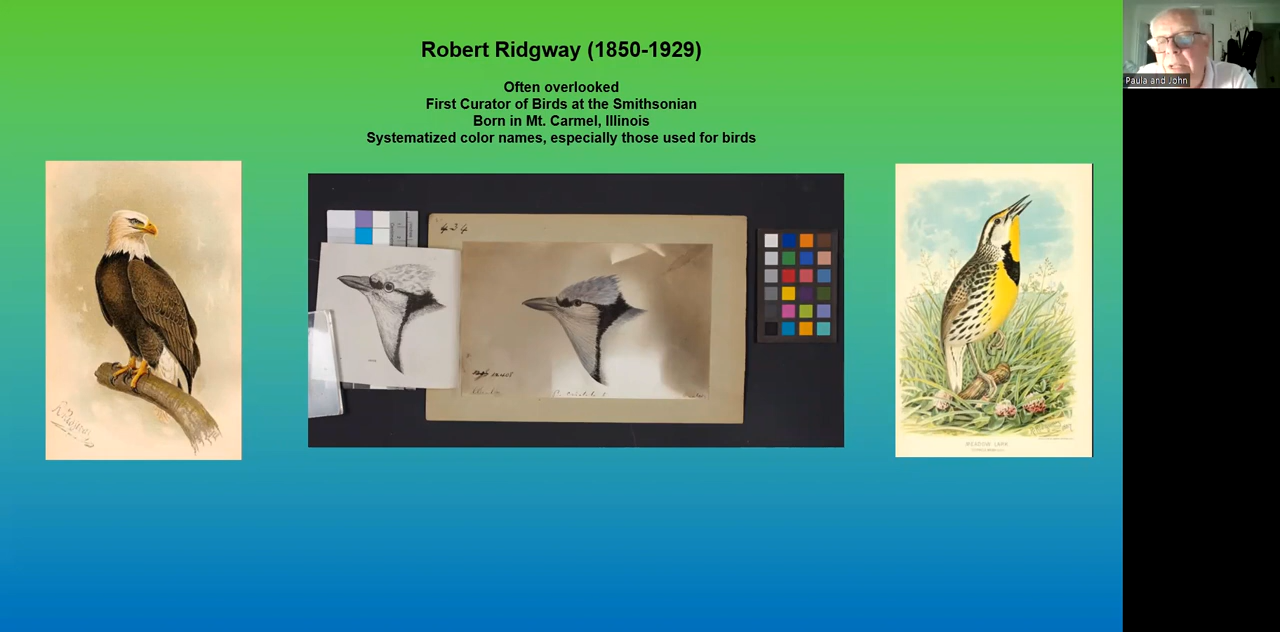 Robert Ridgway (1850-1929)
Often overlooked
First Curator of Birds at the Smithsonian
Born in Mt. Carmel, Illinois
Systematized color names, especially those used for birds
Paula and John
434
R. Ridgway
MEADOW LARK